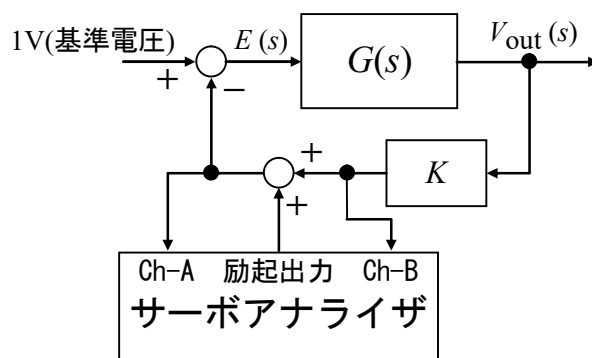 1V(基準電圧)
E(s)
G(s)
Vout(s)
+
−
+
+
K
Ch-A 励起出力 Ch-B
サーボアナライザ